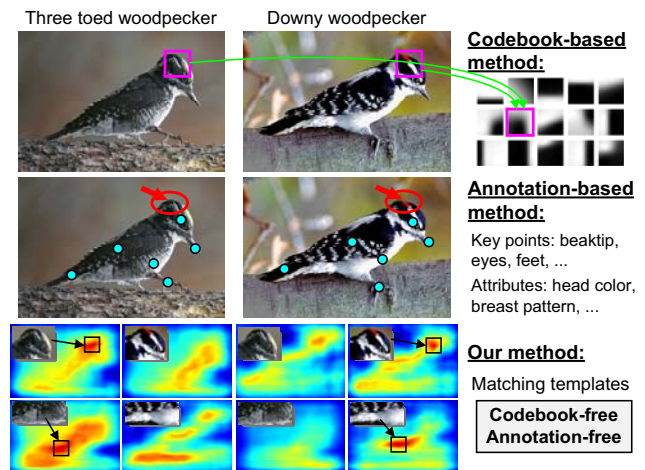 Three toed woodpecker
Downy woodpecker
Codebook-based
method:
Annotation-based
method:
Key points: beaktip,
eyes, feet, ...
Attributes: head color,
breast pattern, ...
Our method:
Matching templates
Codebook-free
Annotation-free